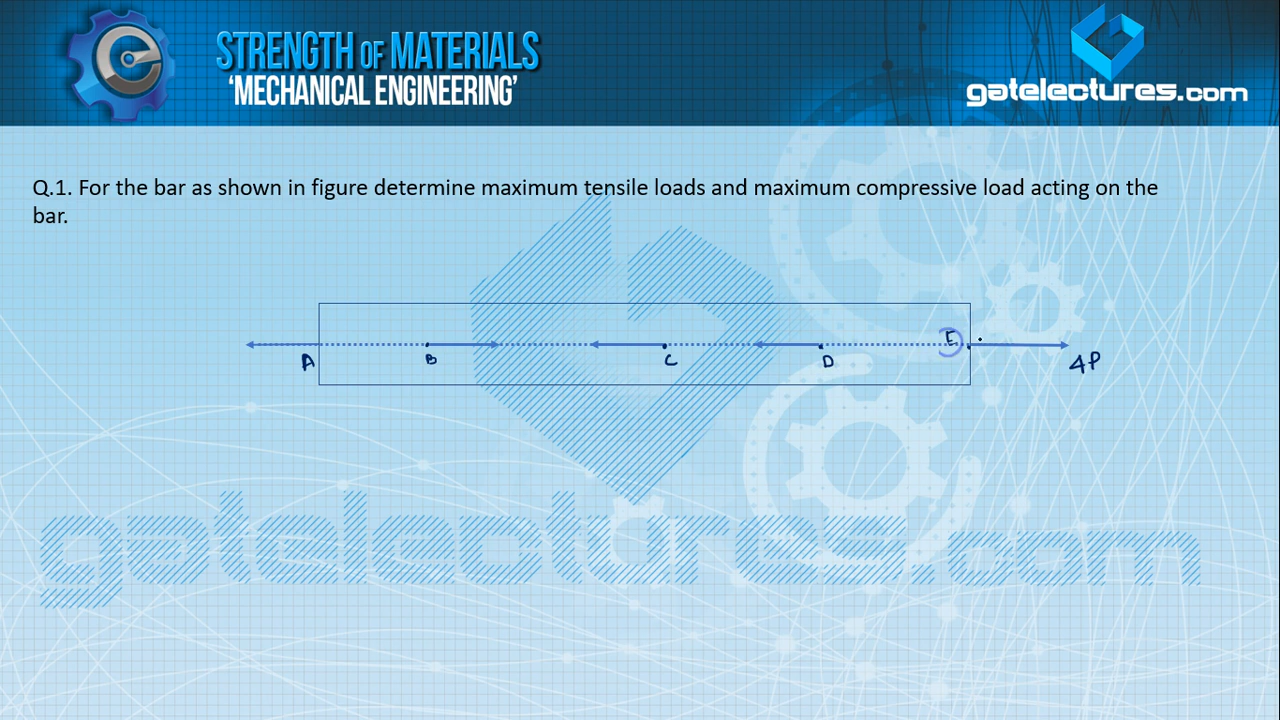 STRENGTH OF MATERIALS
'MECHANICAL ENGINEERING'
gatelectures.com
Q.1. For the bar as shown in figure determine maximum tensile loads and maximum compressive load acting on the
bar.
A B C D E 4P
gatelectures.com